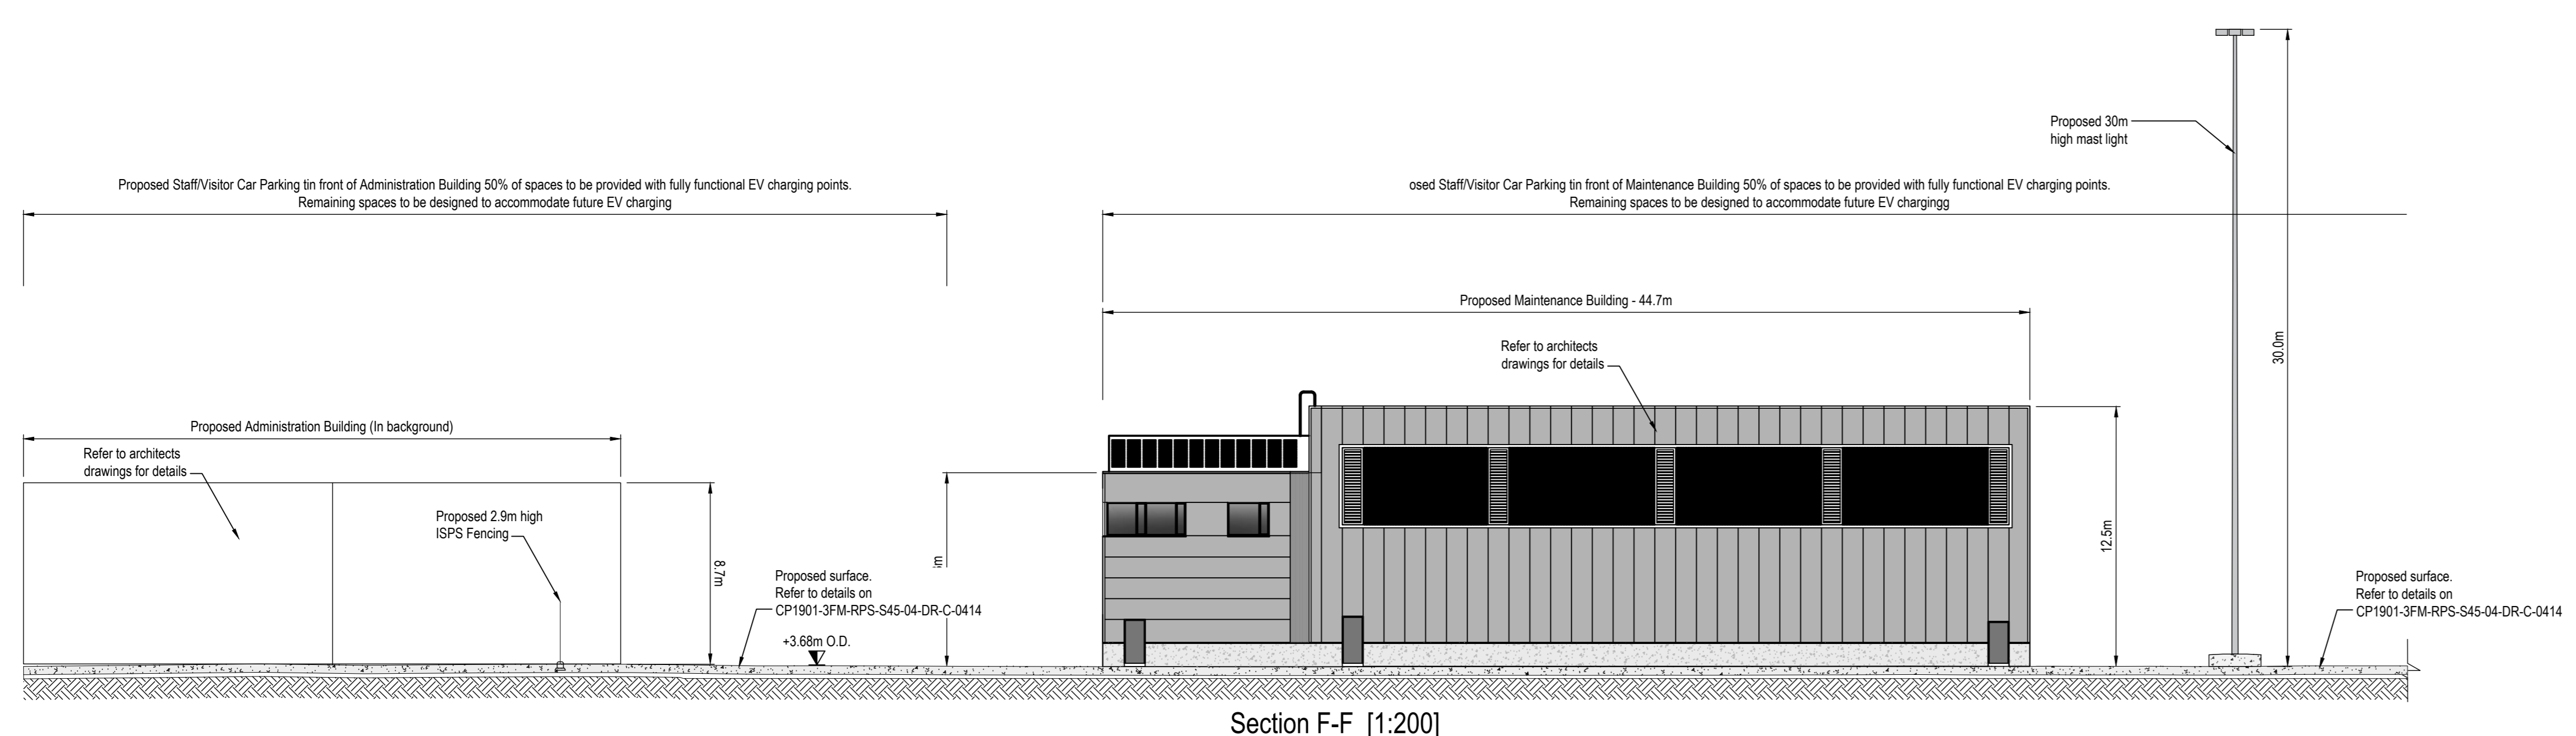 Proposed 30m
high mast light
Proposed Staff/Visitor Car Parking tin front of Administration Building 50% of spaces to be provided with fully functional EV charging points.
Remaining spaces to be designed to accommodate future EV charging
osed Staff/Visitor Car Parking tin front of Maintenance Building 50% of spaces to be provided with fully functional EV charging points.
Remaining spaces to be designed to accommodate future EV chargingg
Proposed Maintenance Building - 44.7m
Refer to architects
drawings for details
30.0m
Proposed Administration Building (In background)
Refer to architects
drawings for details
Proposed 2.9m high
ISPS Fencing
8.7m
Proposed surface.
Refer to details on
CP1901-3FM-RPS-S45-04-DR-C-0414
+3.68m O.D.
12.5m
Proposed surface.
Refer to details on
CP1901-3FM-RPS-S45-04-DR-C-0414
Section F-F [1:200]